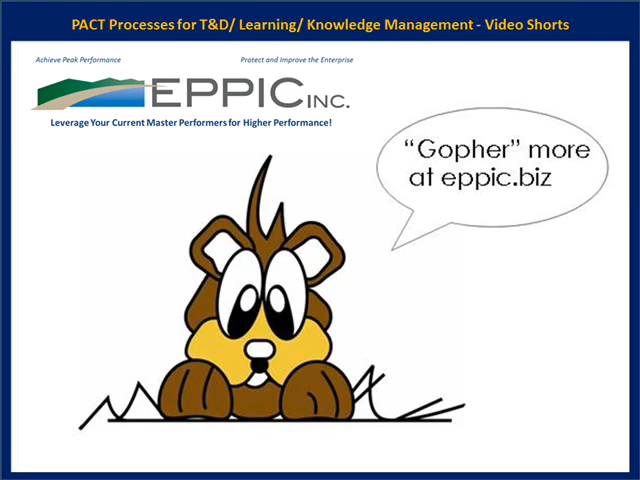 PACT Processes for T&D/ Learning/ Knowledge Management - Video Shorts
Achieve Peak Performance
Protect and Improve the Enterprise
EPPIC INC.
Leverage Your Current Master Performers for Higher Performance!
“Gopher” more
at eppic.biz